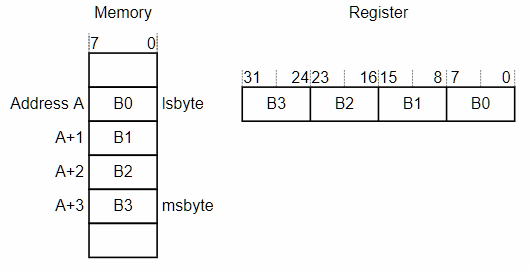 Memory Register
7 0
31 24 23 16 15 8 7 0
Address A B0 lsbyte B3 B2 B1 B0
A+1 B1
A+2 B2
A+3 B3 msbyte